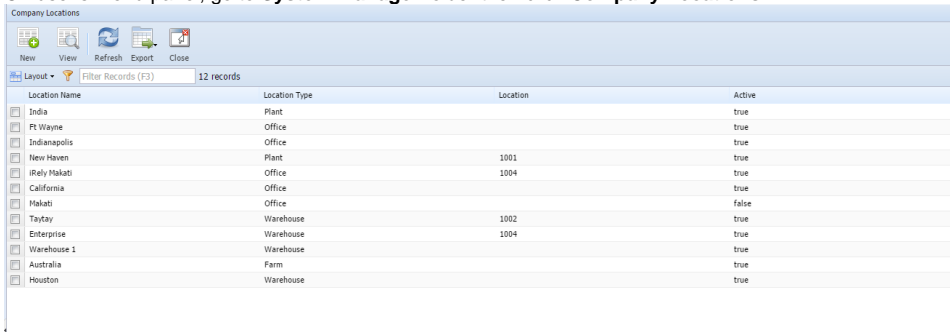 Company Locations
New View Refresh Export Close
Layout Filter Records (F3) 12 records
Location Name Location Type Location Active
India Plant true
Ft Wayne Office true
Indianapolis Office true
New Haven Plant 1001 true
iRely Makati Office 1004 true
California Office true
Makati Office false
Taytay Warehouse 1002 true
Enterprise Warehouse 1004 true
Warehouse 1 Warehouse true
Australia Farm true
Houston Warehouse true